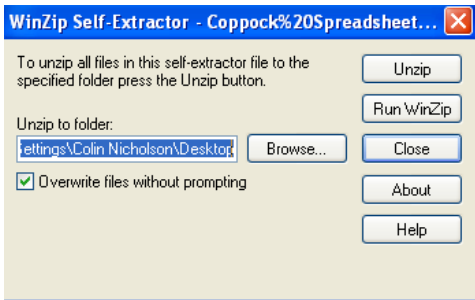 WinZip Self-Extractor - Coppock%20Spreadsheet...
To unzip all files in this self-extractor file to the
specified folder press the Unzip button.
Unzip to folder:
ettings\Colin Nicholson\Desktop
Browse...
Overwrite files without prompting
Unzip
Run WinZip
Close
About
Help